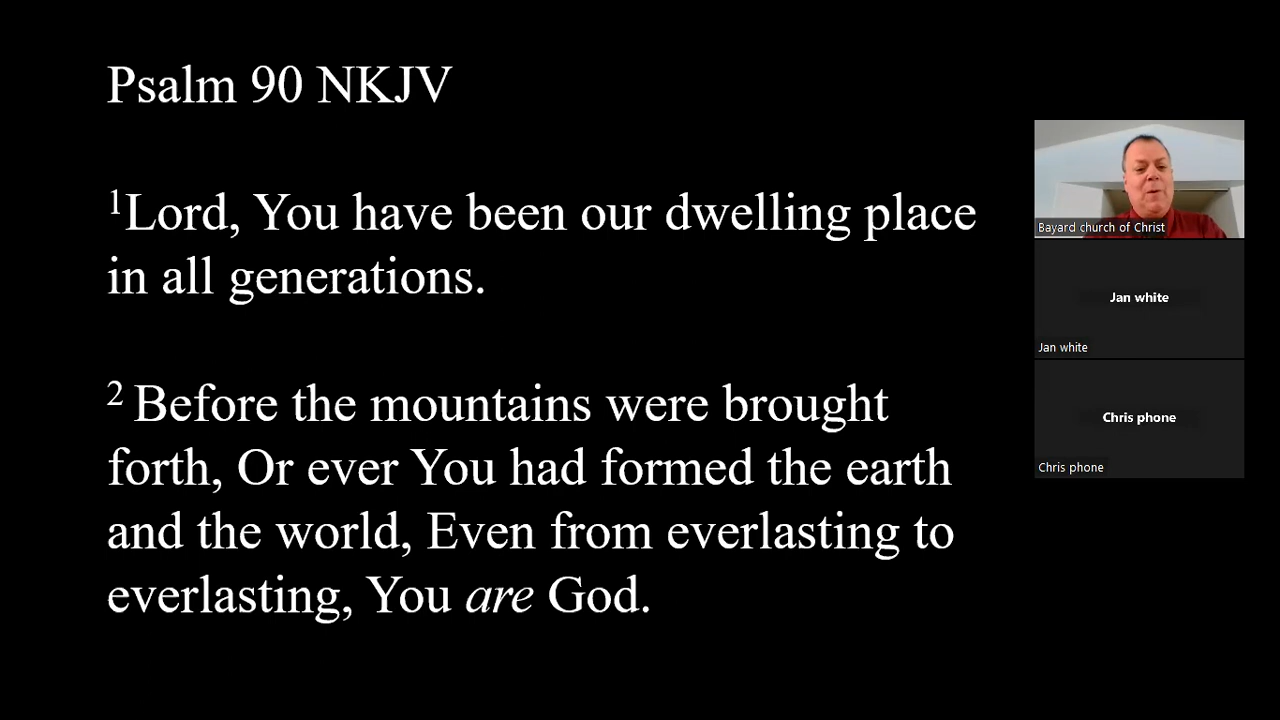 Psalm 90 NKJV
¹Lord, You have been our dwelling place
in all generations.
² Before the mountains were brought
forth, Or ever You had formed the earth
and the world, Even from everlasting to
everlasting, You are God.
Bayard church of Christ
Jan white
Jan white
Chris phone
Chris phone